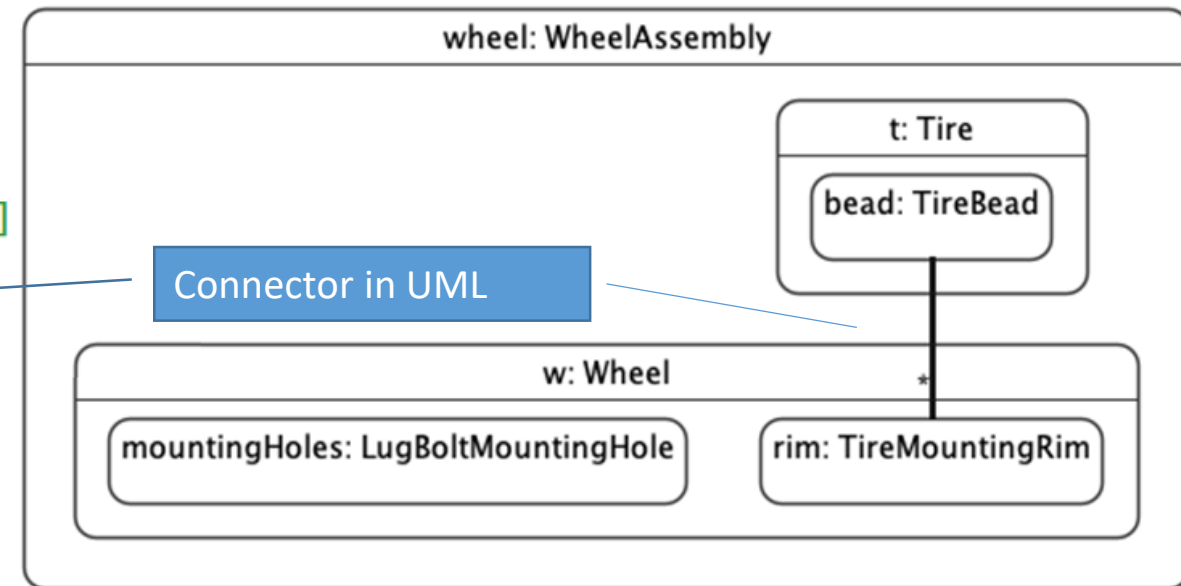 wheel: WheelAssembly
t: Tire
bead: TireBead
]
Connector in UML
w: Wheel
*
mountingHoles: LugBoltMountingHole
rim: TireMountingRim